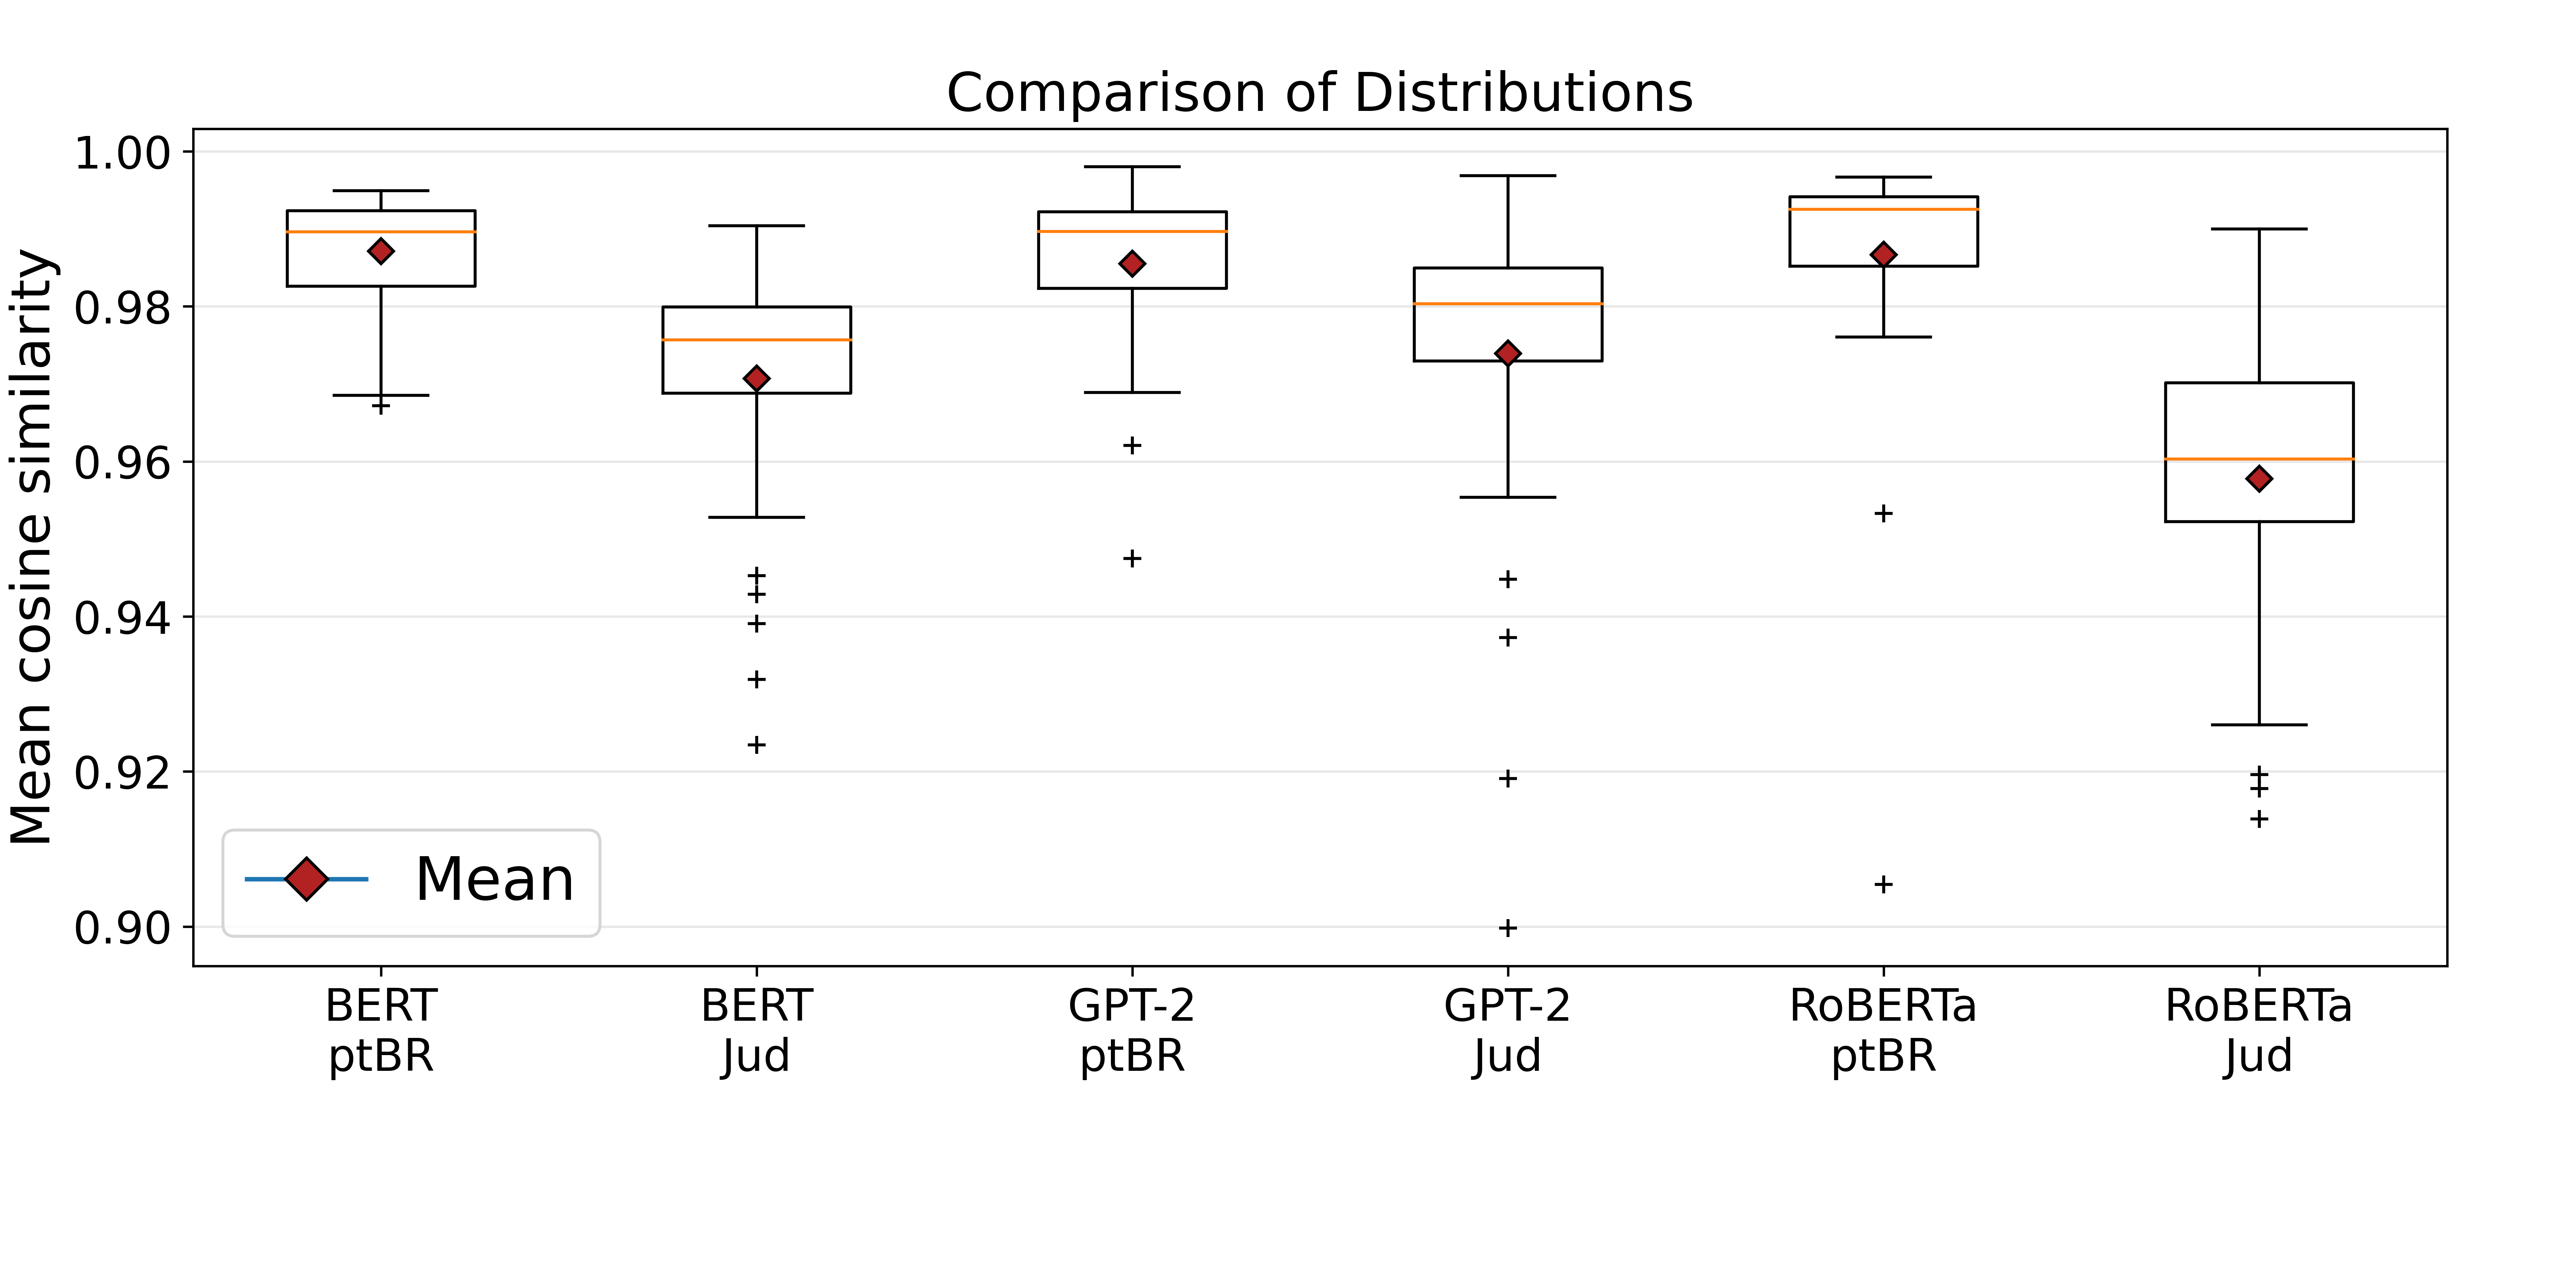 Comparison of Distributions
Mean cosine similarity
1.00
0.98
0.96
0.94
0.92
0.90
Mean
BERT
ptBR
BERT
Jud
GPT-2
ptBR
GPT-2
Jud
RoBERTa
ptBR
RoBERTa
Jud